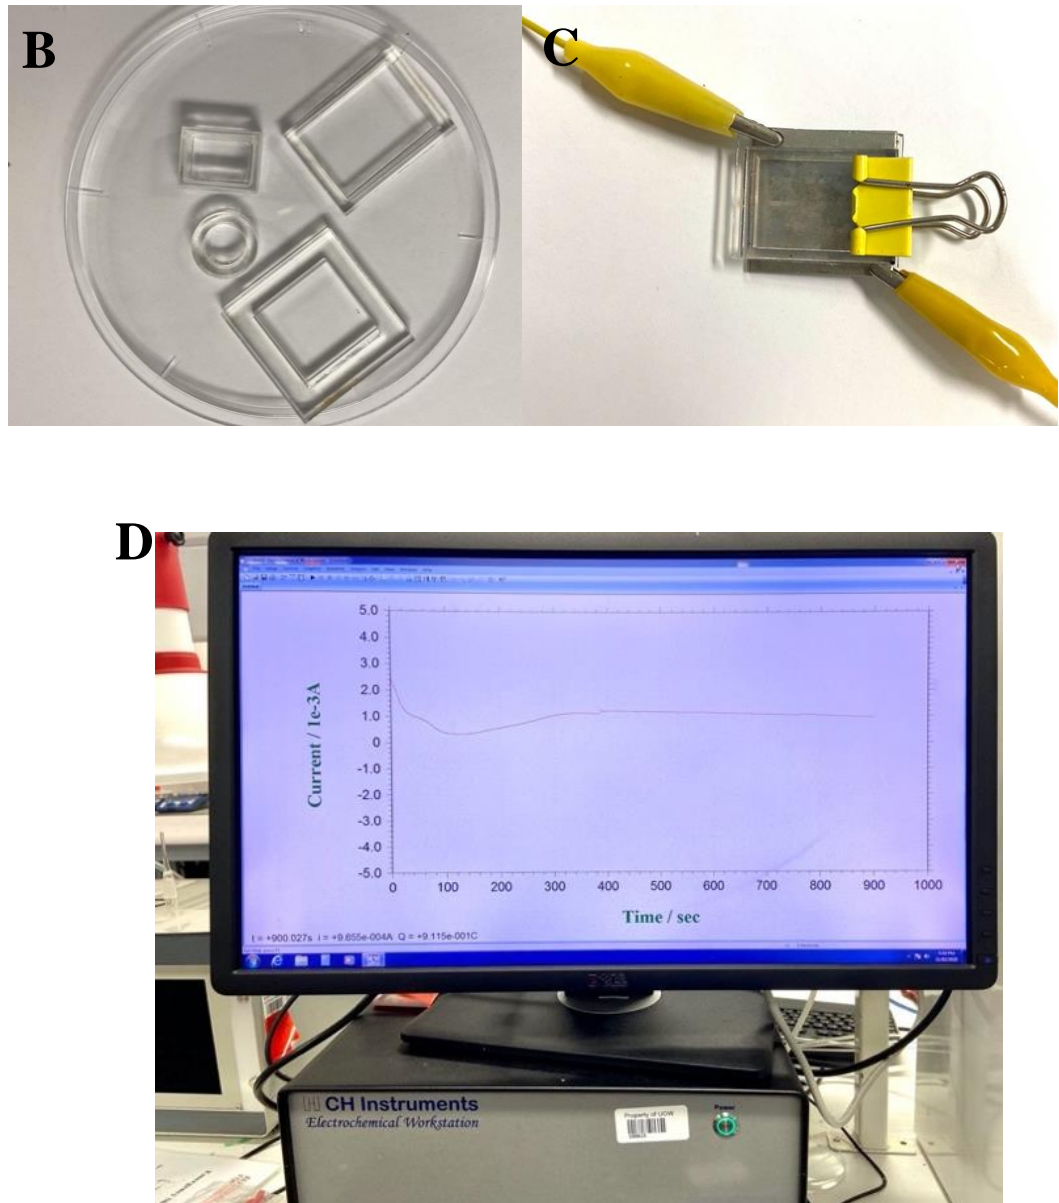 B
C
D
5.0
4.0
3.0
2.0
1.0
0
-1.0
-2.0
-3.0
-4.0
-5.0
Current / 1e-3A
0 100 200 300 400 500 600 700 800 900 1000
Time / sec
t = +900.027s i = +9.655e-004A Q = +9.115e-001C
DELL
CH Instruments
Electrochemical Workstation
Property of UOW
Power